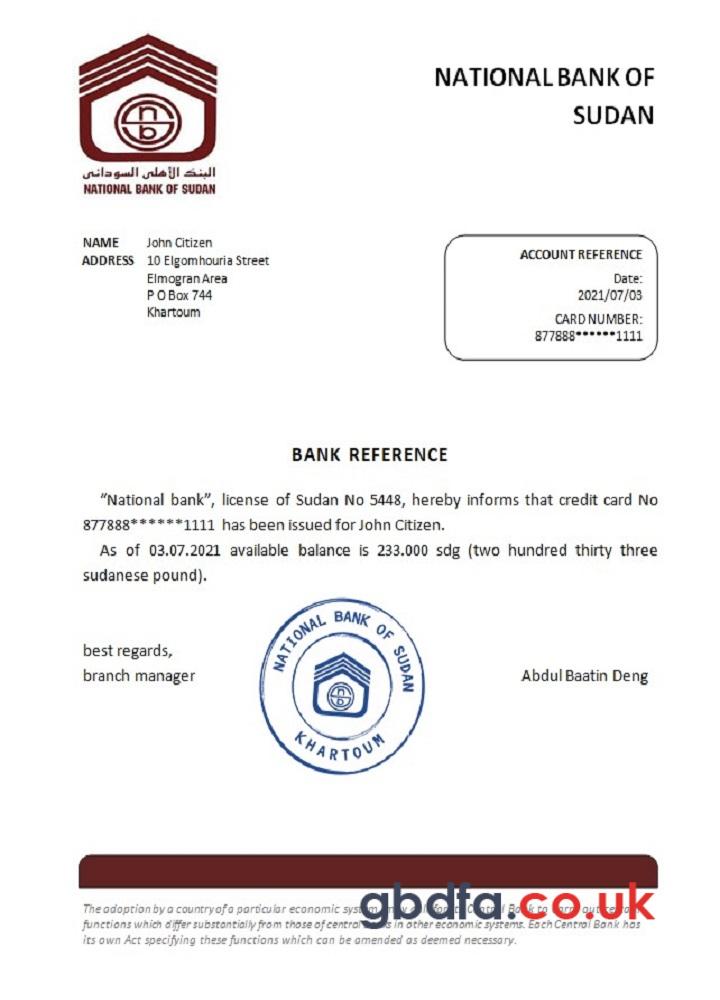 NATIONAL BANK OF
SUDAN
nb
البنك الأهلي السوداني
NATIONAL BANK OF SUDAN
NAME John Citizen
ADDRESS 10 Elgomhouria Street
Elmogran Area
P O Box 744
Khartoum
ACCOUNT REFERENCE
Date:
2021/07/03
CARD NUMBER:
877888******1111
BANK REFERENCE
“National bank”, license of Sudan No 5448, hereby informs that credit card No
877888******1111 has been issued for John Citizen.
As of 03.07.2021 available balance is 233.000 sdg (two hundred thirty three
sudanese pound).
best regards,
branch manager
NATIONAL BANK OF SUDAN
nb
KHARTOUM
Abdul Baatin Deng
gbdfa.co.uk
The adoption by a country of a particular economic system may Central Bank to
functions which differ substantially from those of central in other economic systems. Each Central Bank has
its own Act specifying these functions which can be amended as deemed necessary.